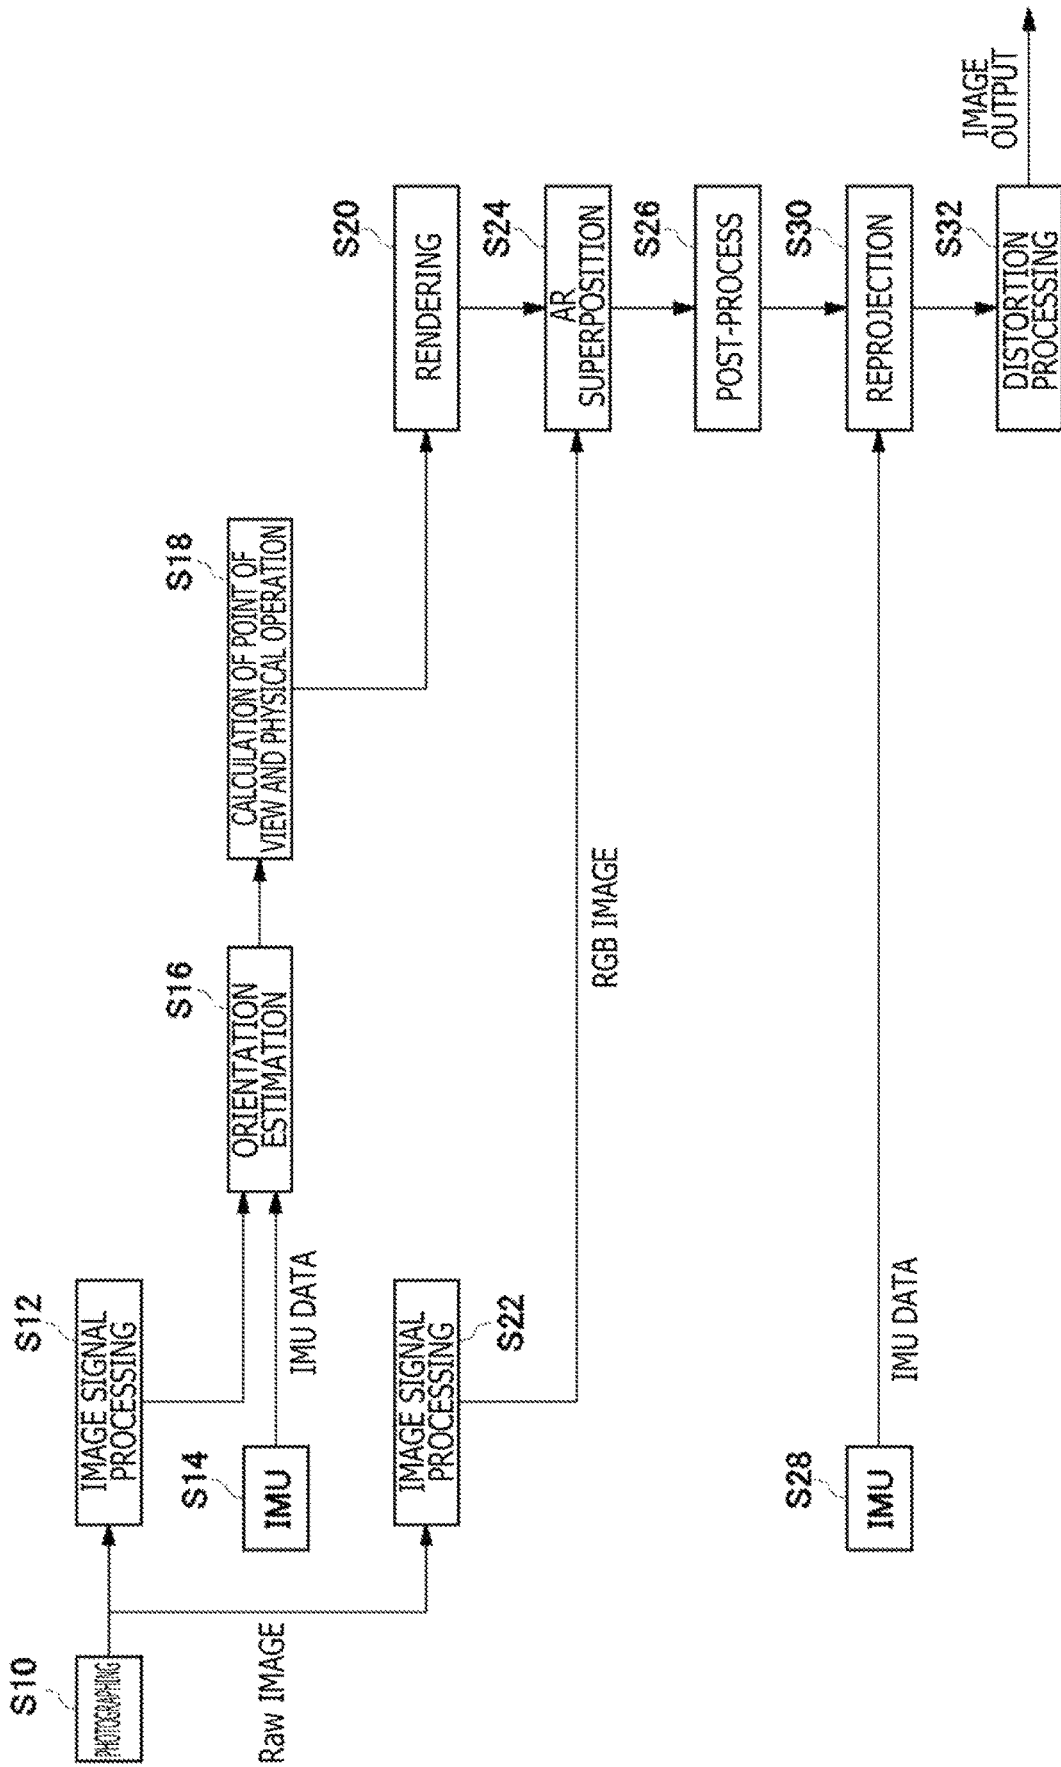 S10
PHOTOGRAPHING
Raw IMAGE
S12
IMAGE SIGNAL
PROCESSING
S14
IMU
IMU DATA
S16
ORIENTATION
ESTIMATION
S18
CALCULATION OF POINT OF
VIEW AND PHYSICAL OPERATION
S20
RENDERING
IMAGE SIGNAL
PROCESSING
S22
RGB IMAGE
S24
AR
SUPERPOSITION
S26
POST-PROCESS
S28
IMU
IMU DATA
S30
REPROJECTION
S32
DISTORTION
PROCESSING
IMAGE
OUTPUT